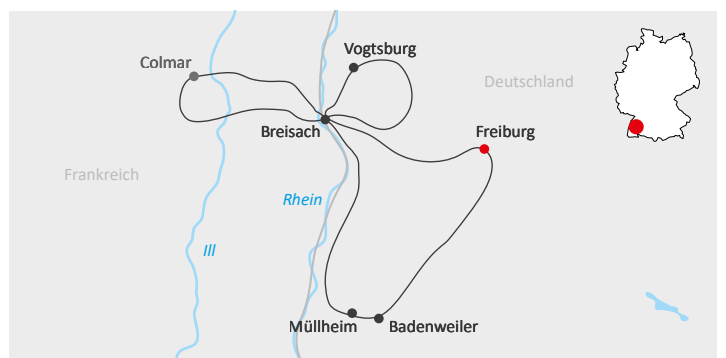 Vogtsburg
Colmar
Deutschland
Breisach
Freiburg
Frankreich
Rhein
Ill
Müllheim
Badenweiler